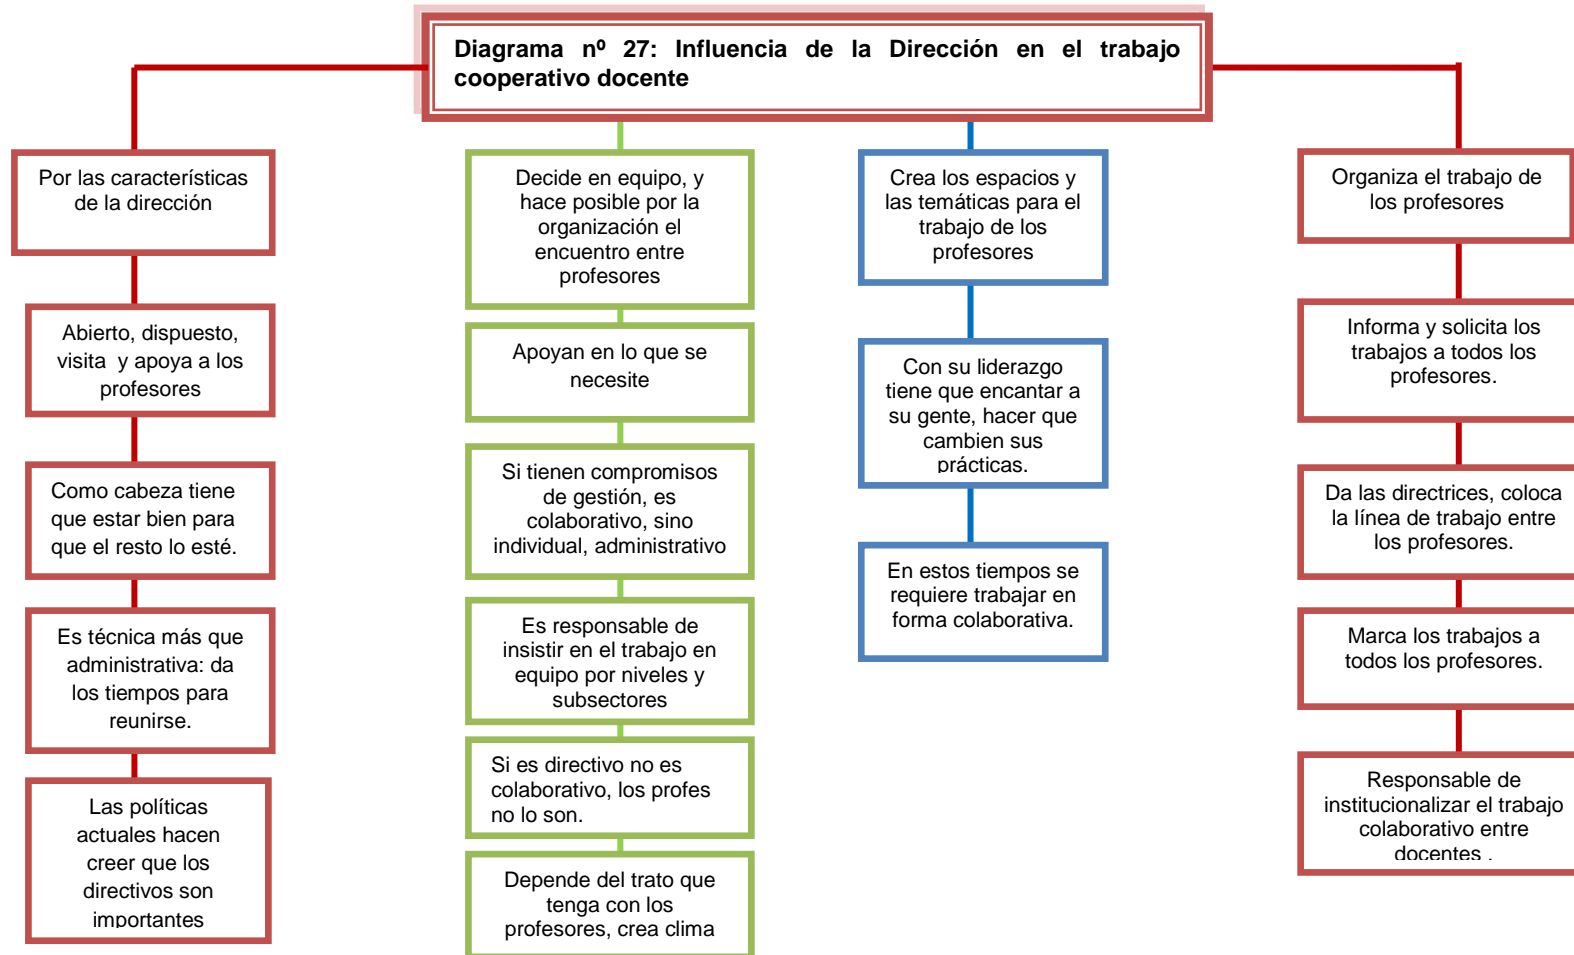 Diagrama nº 27: Influencia de la Dirección en el trabajo
cooperativo docente
Por las características
de la dirección
Abierto, dispuesto,
visita y apoya a los
profesores
Como cabeza tiene
que estar bien para
que el resto lo esté.
Es técnica más que
administrativa: da
los tiempos para
reunirse.
Las políticas
actuales hacen
creer que los
directivos son
importantes
Decide en equipo, y
hace posible por la
organización el
encuentro entre
profesores
Apoyan en lo que se
necesite
Si tienen compromisos
de gestión, es
colaborativo, sino
individual, administrativo
Es responsable de
insistir en el trabajo en
equipo por niveles y
subsectores
Si es directivo no es
colaborativo, los profes
no lo son.
Depende del trato que
tenga con los
profesores, crea clima
Crea los espacios y
las temáticas para el
trabajo de los
profesores
Con su liderazgo
tiene que encantar a
su gente, hacer que
cambien sus
prácticas.
En estos tiempos se
requiere trabajar en
forma colaborativa.
Organiza el trabajo de
los profesores
Informa y solicita los
trabajos a todos los
profesores.
Da las directrices, coloca
la línea de trabajo entre
los profesores.
Marca los trabajos a
todos los profesores.
Responsable de
institucionalizar el trabajo
colaborativo entre
docentes .